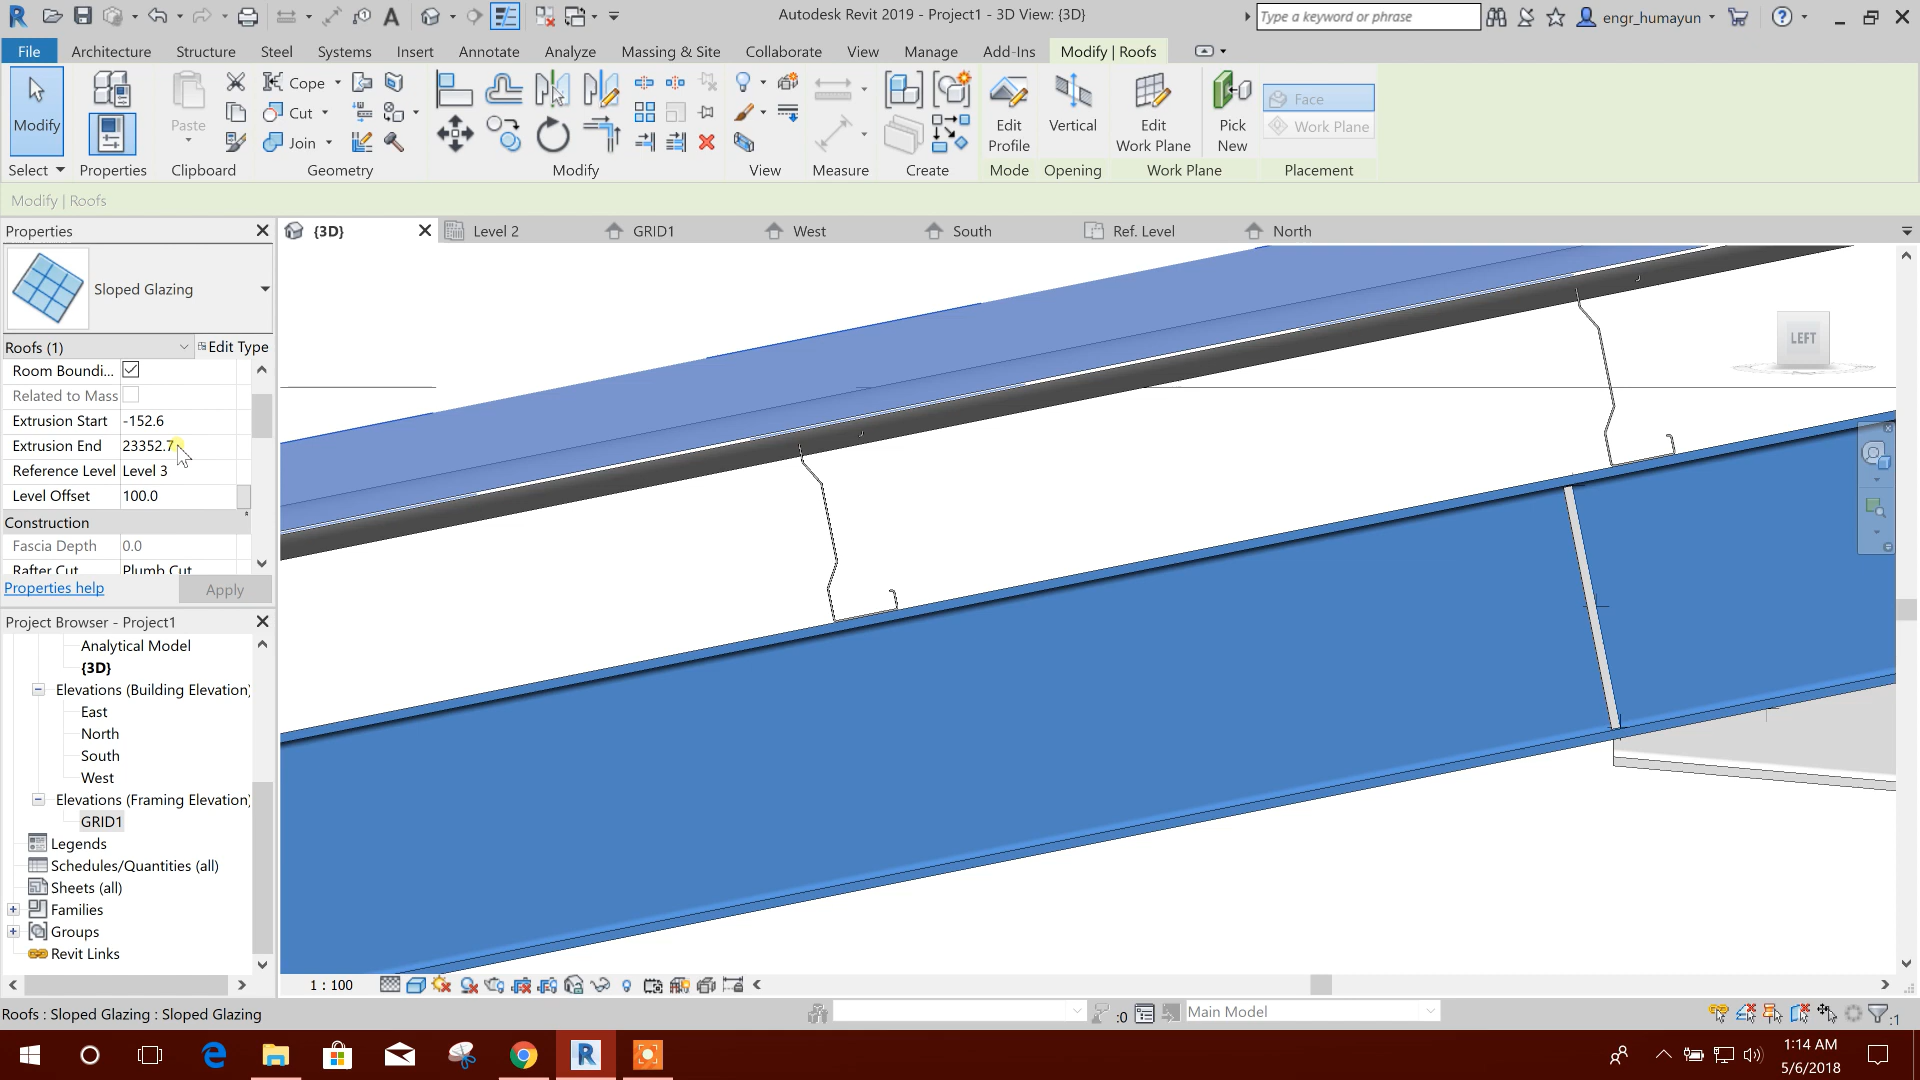 Autodesk Revit 2019 - Project1 - 3D View: {3D}
Type a keyword or phrase
engr_humayun
File Architecture Structure Steel Systems Insert Annotate Analyze Massing & Site Collaborate View Manage Add-Ins Modify | Roofs
Modify
Paste
Cope
Cut
Join
Edit Profile
Vertical
Edit Work Plane
Pick New
Face
Work Plane
Select Properties Clipboard Geometry Modify View Measure Create Mode Opening Work Plane Placement
Modify | Roofs
Properties
{3D} Level 2 GRID1 West South Ref. Level North
Sloped Glazing
Roofs (1) Edit Type
Room Boundi...
Related to Mass
Extrusion Start -152.6
Extrusion End 23352.7
Reference Level Level 3
Level Offset 100.0
Construction
Fascia Depth 0.0
Rafter Cut Plumb Cut
Properties help Apply
LEFT
Project Browser - Project1
Analytical Model
{3D}
Elevations (Building Elevation)
East
North
South
West
Elevations (Framing Elevation)
GRID1
Legends
Schedules/Quantities (all)
Sheets (all)
Families
Groups
Revit Links
1 : 100
Roofs : Sloped Glazing : Sloped Glazing
:0
Main Model
:1
1:14 AM
5/6/2018